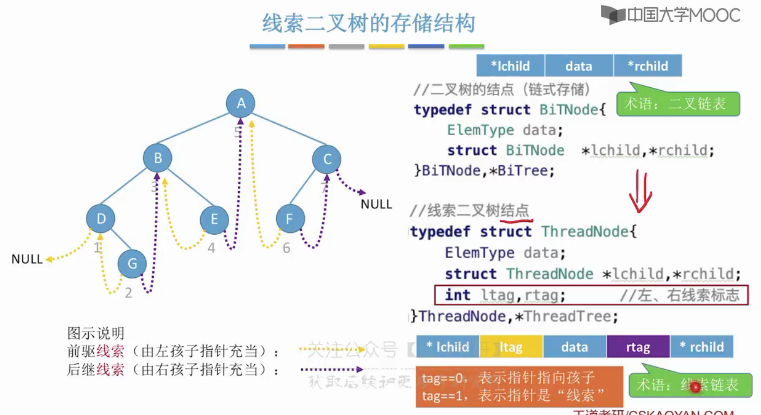 线索二叉树的存储结构
中国大学MOOC
*lchild data *rchild
//二叉树的结点（链式存储）
术语：二叉链表
typedef struct BiTNode{
ElemType data;
struct BiTNode *lchild,*rchild;
}BiTNode,*BiTree;
A
5
B
3
C
7
NULL
D
1
E
4
F
6
NULL
G
2
//线索二叉树结点
typedef struct ThreadNode{
ElemType data;
struct ThreadNode *lchild,*rchild;
int ltag,rtag; //左、右线索标志
}ThreadNode,*ThreadTree;
图示说明
前驱线索（由左孩子指针充当）：
后继线索（由右孩子指针充当）：
关注公众号【
* lchild ltag data rtag * rchild
tag==0，表示指针指向孩子
tag==1，表示指针是“线索”
术语：线索链表
王道考研/CSKAOYAN.COM